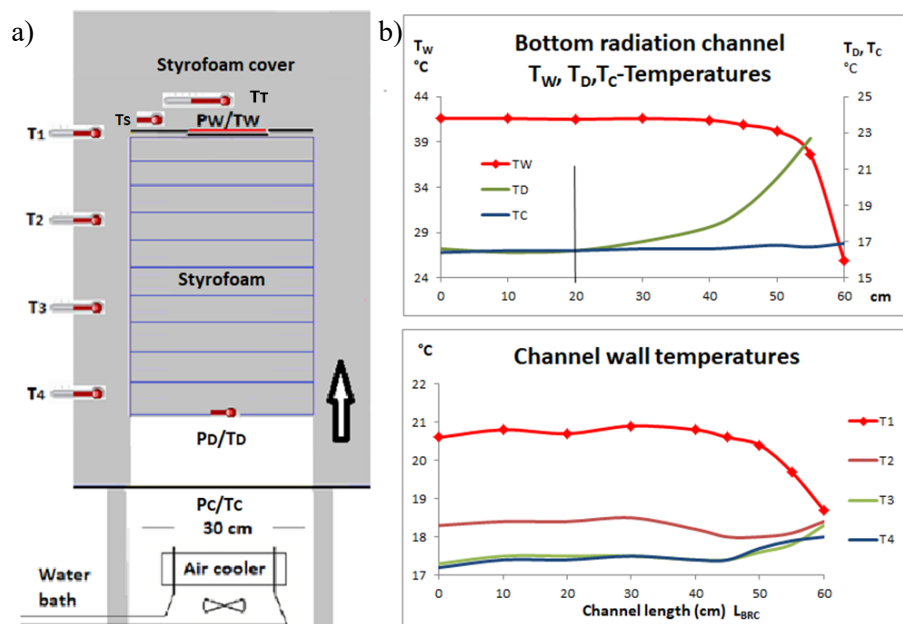 a)
Styrofoam cover
TT
Ts
PW/TW
T1
T2
Styrofoam
T3
T4
PD/TD
PC/TC
30 cm
Air cooler
Water
bath
b)
TW
°C
Bottom radiation channel
TW, TD,TC-Temperatures
TD, TC
°C
44
39
34
29
24
25
23
21
19
17
15
TW
TD
TC
0 10 20 30 40 50 60 cm
°C
Channel wall temperatures
22
21
20
19
18
17
T1
T2
T3
T4
0 10 20 30 40 50 60
Channel length (cm) LBRC